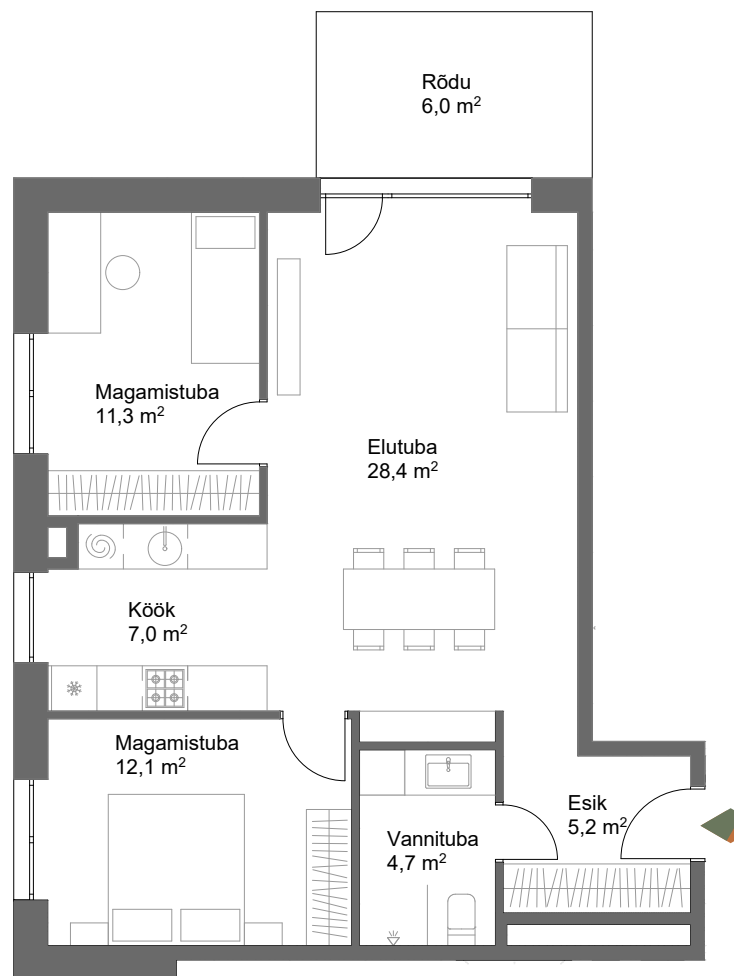 Rõdu
6,0 m²
Magamistuba
11,3 m²
Elutuba
28,4 m²
Köök
7,0 m²
Magamistuba
12,1 m²
Esik
5,2 m²
Vannituba
4,7 m²